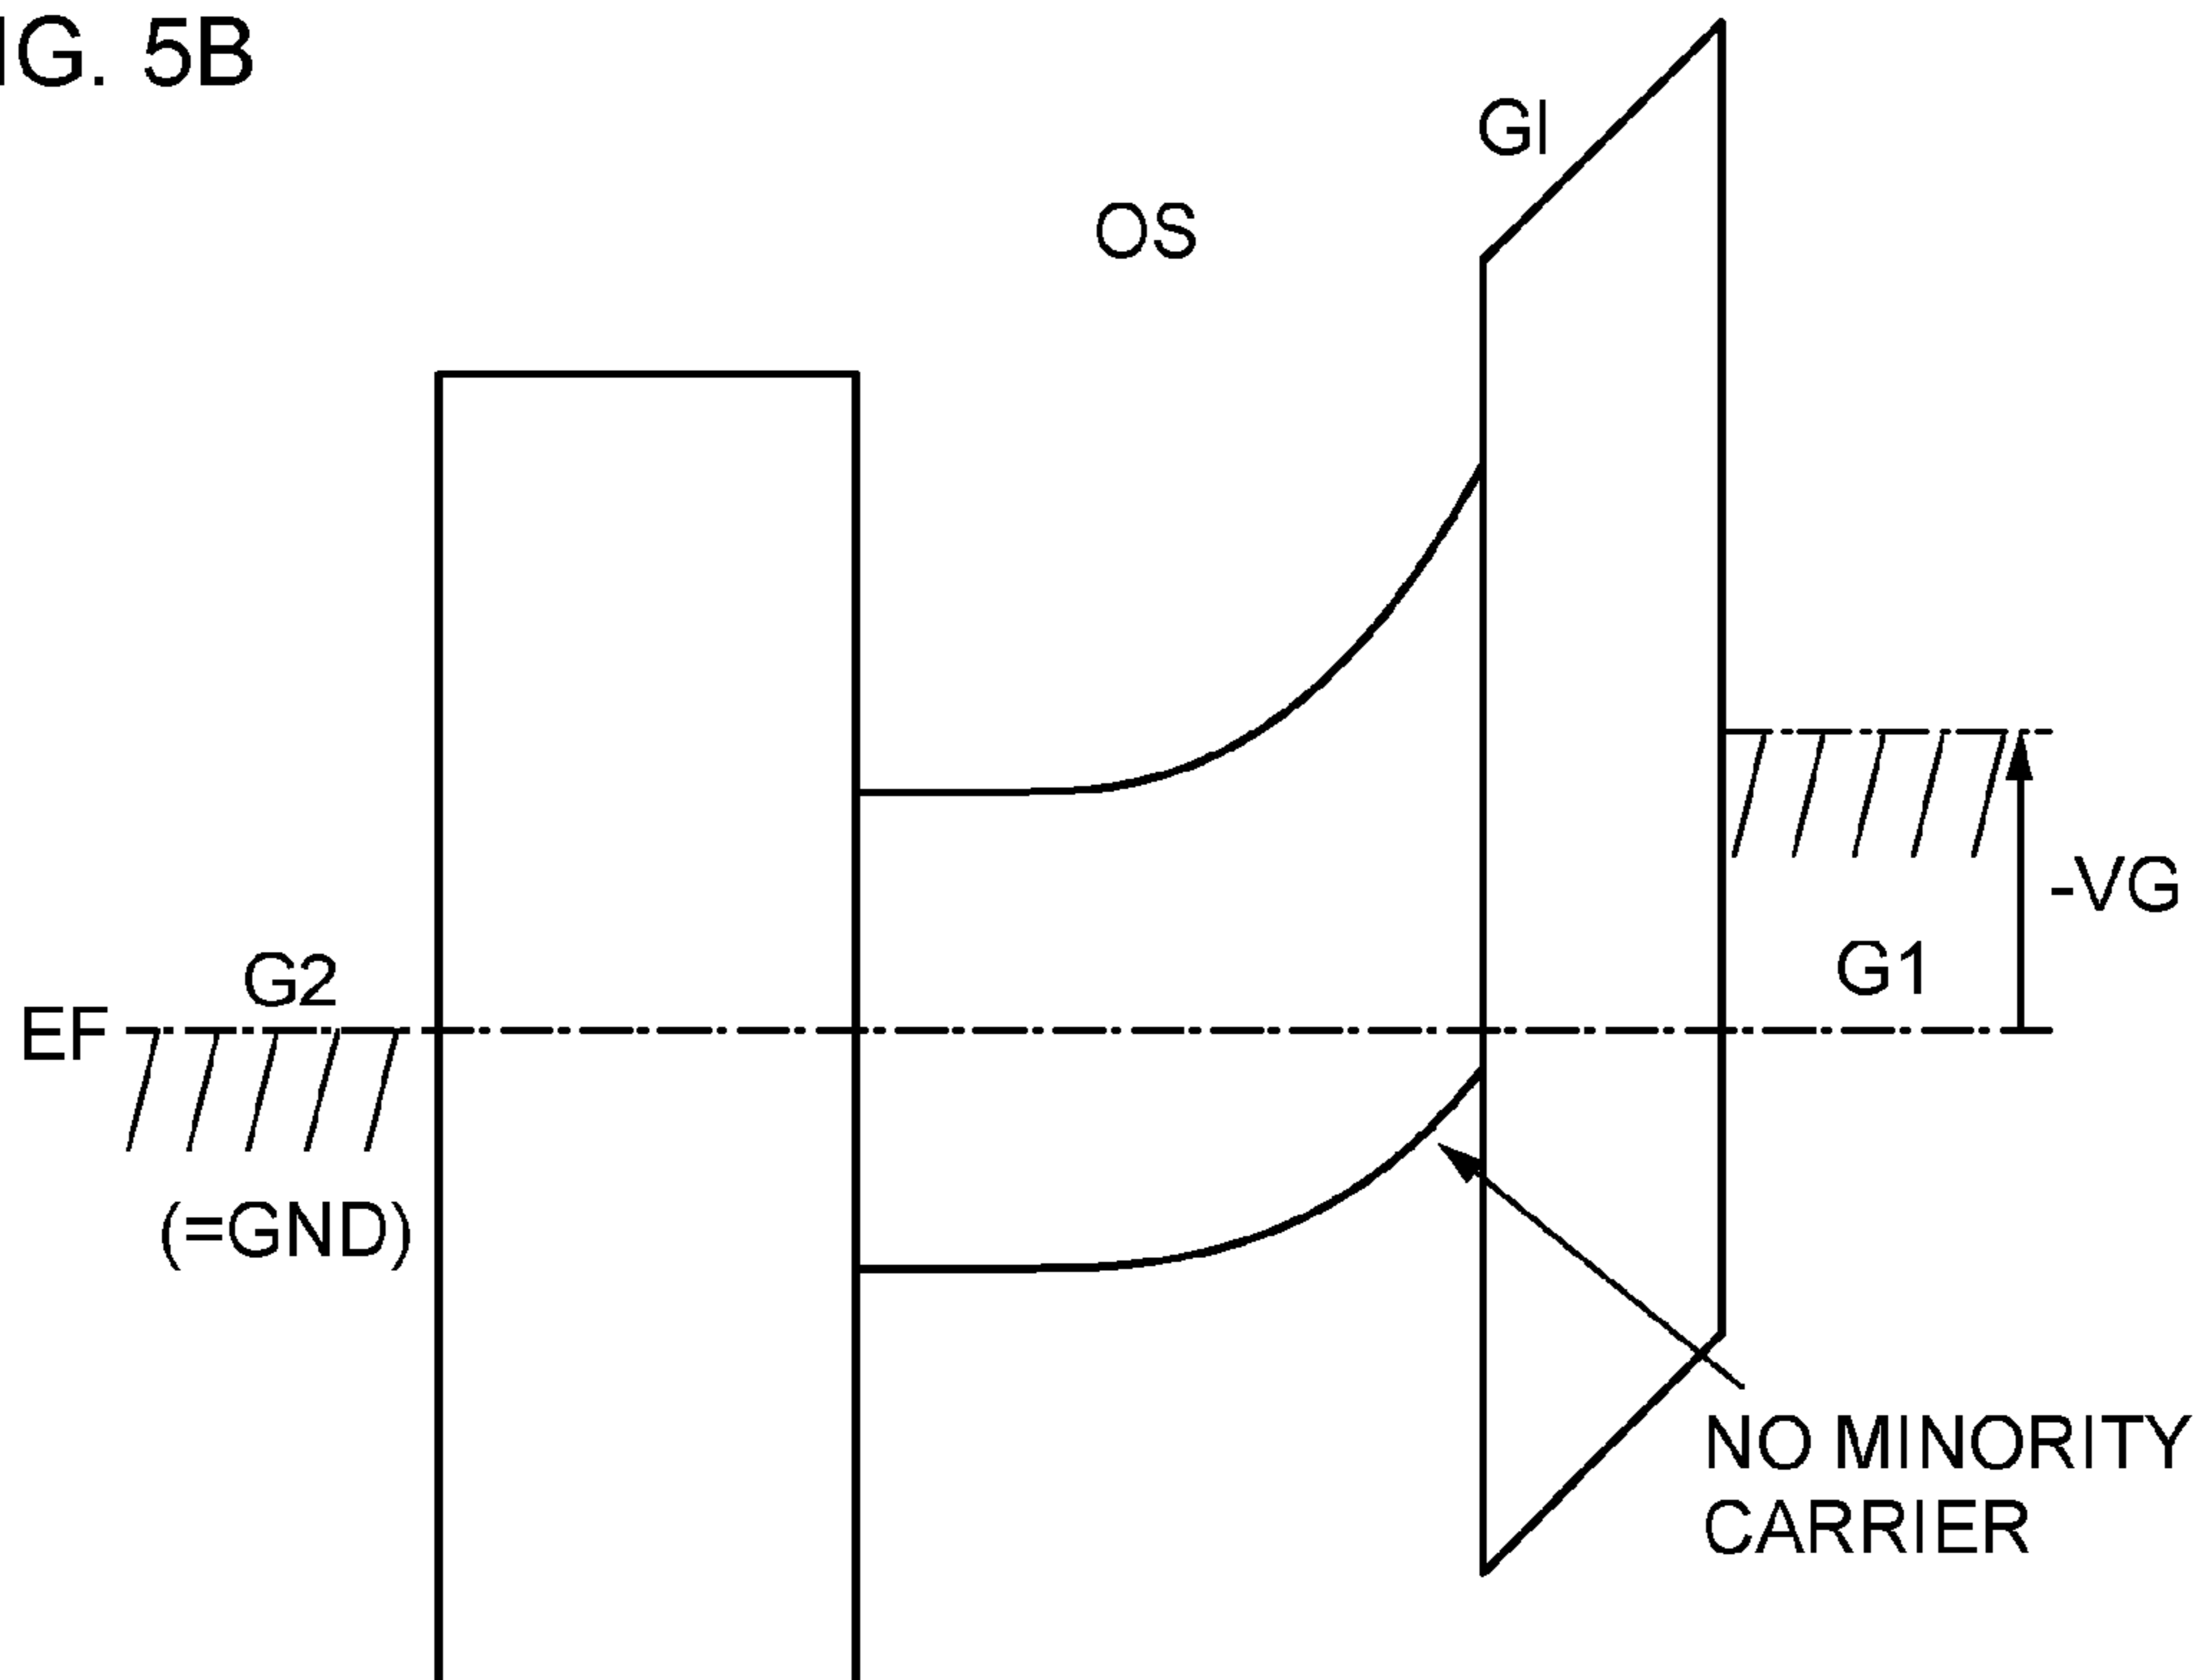 IG. 5B
GI
OS
-VG
G2
G1
EF
(=GND)
NO MINORITY
CARRIER